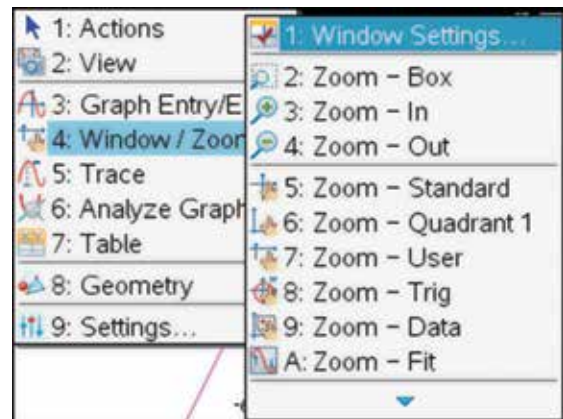 1: Actions
2: View
3: Graph Entry/E
4: Window / Zoom
5: Trace
6: Analyze Graph
7: Table
8: Geometry
9: Settings...
1: Window Settings...
2: Zoom – Box
3: Zoom – In
4: Zoom – Out
5: Zoom – Standard
6: Zoom – Quadrant 1
7: Zoom – User
8: Zoom – Trig
9: Zoom – Data
A: Zoom – Fit